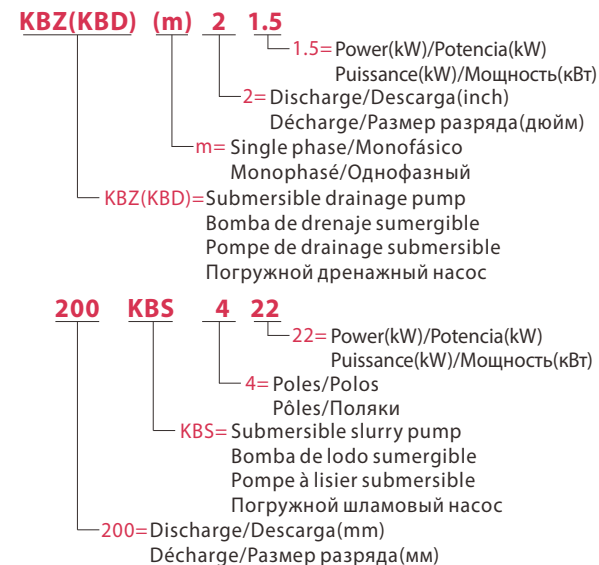 KBZ(KBD) (m) 2 1.5
1.5= Power(kW)/Potencia(kW)
Puissance(kW)/Мощность(кВт)
2= Discharge/Descarga(inch)
Décharge/Размер разряда(дюйм)
m= Single phase/Monofásico
Monophasé/Однофазный
KBZ(KBD)=Submersible drainage pump
Bomba de drenaje sumergible
Pompe de drainage submersible
Погружной дренажный насос
200 KBS 4 22
22= Power(kW)/Potencia(kW)
Puissance(kW)/Мощность(кВт)
4= Poles/Polos
Pôles/Поляки
KBS= Submersible slurry pump
Bomba de lodo sumergible
Pompe à lisier submersible
Погружной шламовый насос
200=Discharge/Descarga(mm)
Décharge/Размер разряда(мм)